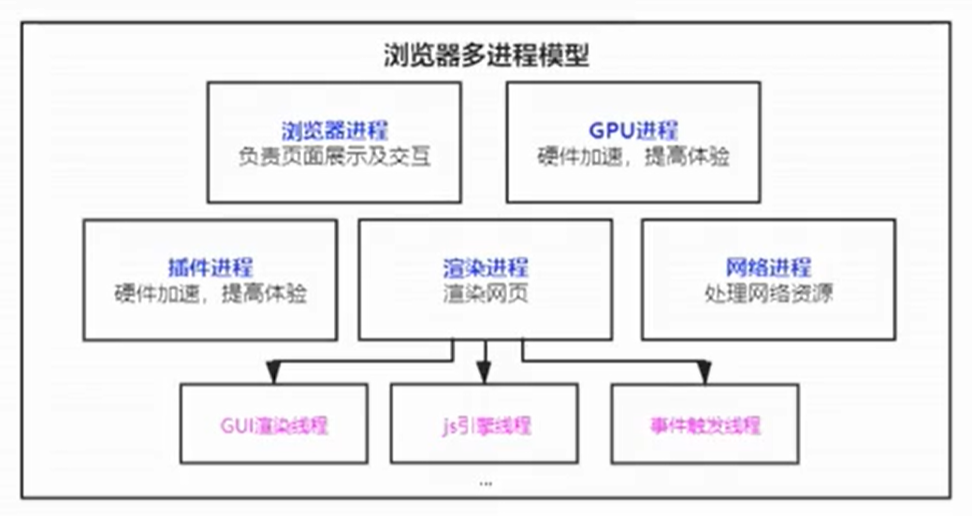 浏览器多进程模型
浏览器进程
负责页面展示及交互
GPU进程
硬件加速，提高体验
插件进程
硬件加速，提高体验
渲染进程
渲染网页
网络进程
处理网络资源
GUI渲染线程
js引擎线程
事件触发线程
...